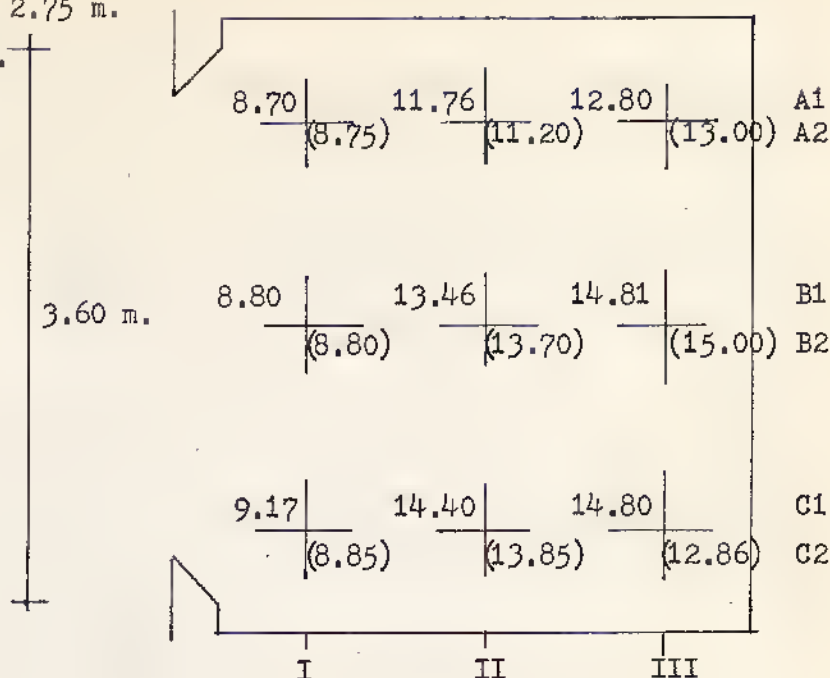 2.75 m.
8.70 11.76 12.80 A1
(8.75) (11.20) (13.00) A2
8.80 13.46 14.81 B1
3.60 m.
(8.80) (13.70) (15.00) B2
9.17 14.40 14.80 C1
(8.85) (13.85) (12.86) C2
I II III